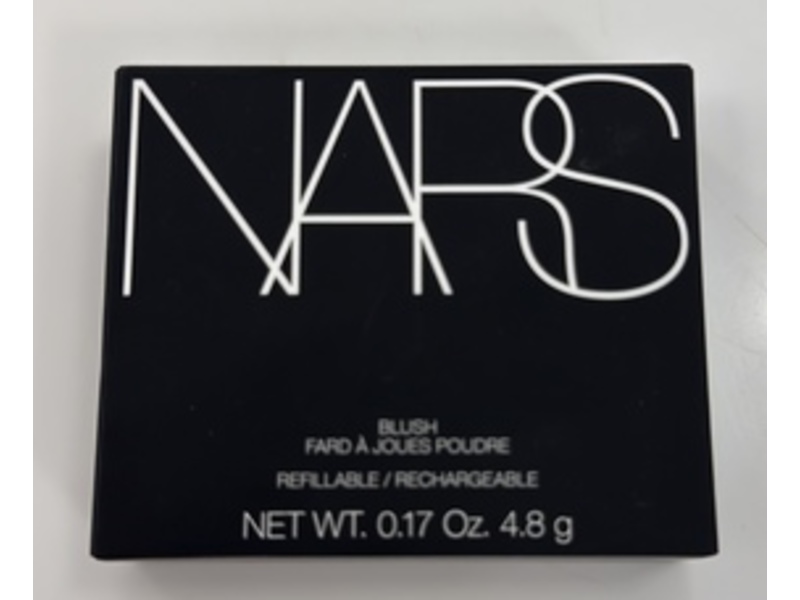 NARS
BLUSH
FARD À JOUES POUDRE
REFILLABLE / RECHARGEABLE
NET WT. 0.17 Oz. 4.8 g